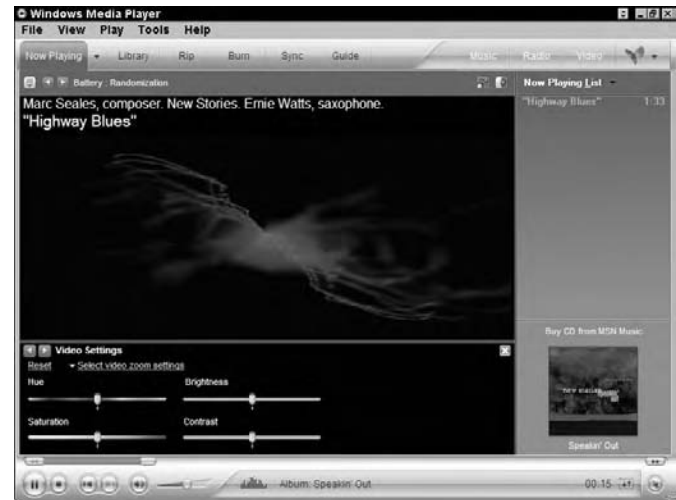 Windows Media Player
File View Play Tools Help
Now Playing Library Rip Burn Sync Guide Music Radio Video
Battery : Randomization
Now Playing List
Marc Seales, composer. New Stories. Ernie Watts, saxophone.
"Highway Blues"
"Highway Blues" 1:33
Buy CD from MSN Music:
new stories
Speakin' Out
Video Settings
Reset Select video zoom settings
Hue Brightness
Saturation Contrast
Album: Speakin' Out 00:15